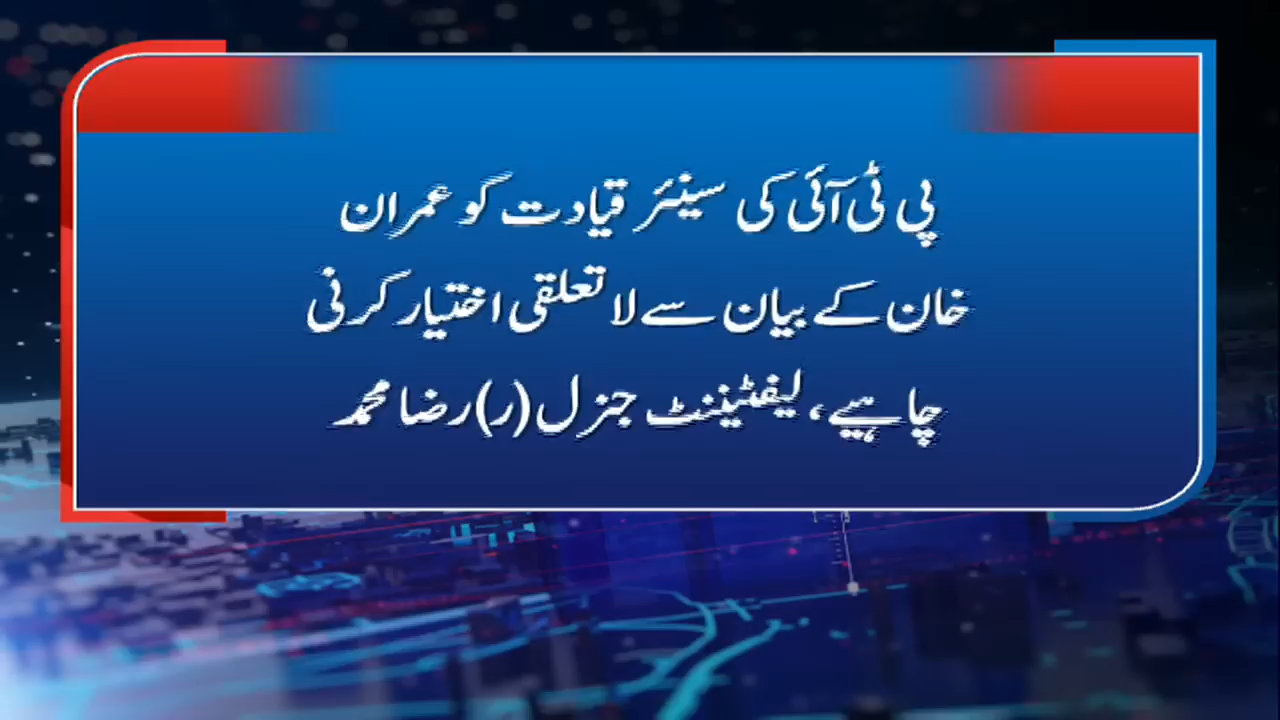 پی ٹی آئی کی سینئر قیادت کو عمران
خان کے بیان سے لاتعلقی اختیار کرنی
چاہیے، لیفٹیننٹ جنرل (ر) رضا محمد